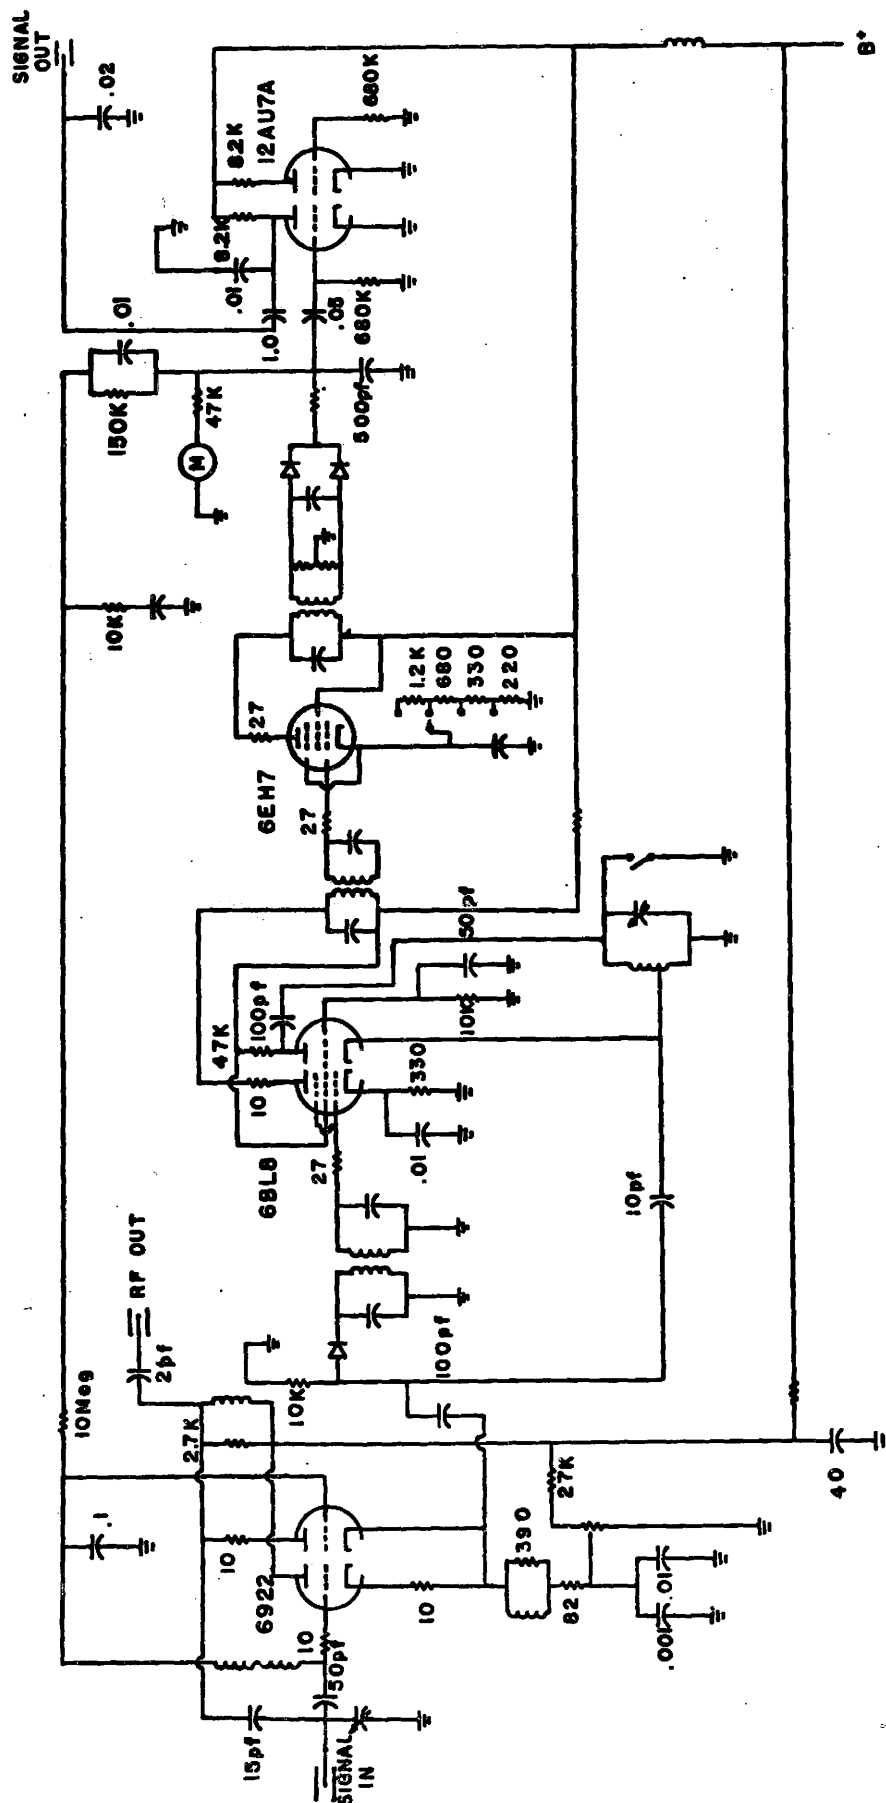 SIGNAL
OUT
.02
680K
82K
12AU7A
8.2K
.01
.01
1.0
.05
680K
B+
150K
47K
M
500pf
10K
27
6EH7
27
1.2K
680
330
220
47K
100pf
10
6BL8
27
50pf
10K
330
.01
10pf
RF OUT
2pf
10Meg
10K
100pf
2.7K
.1
10
6922
10
50pf
10
390
82
.01
.001
27K
40
15pf
SIGNAL
IN